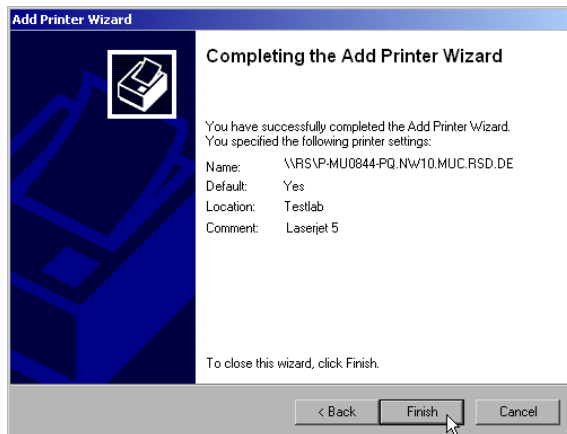 Add Printer Wizard
Completing the Add Printer Wizard
You have successfully completed the Add Printer Wizard.
You specified the following printer settings:
Name: \\RS\P-MU0844-PQ.NW10.MUC.RSD.DE
Default: Yes
Location: Testlab
Comment: Laserjet 5
To close this wizard, click Finish.
< Back Finish Cancel